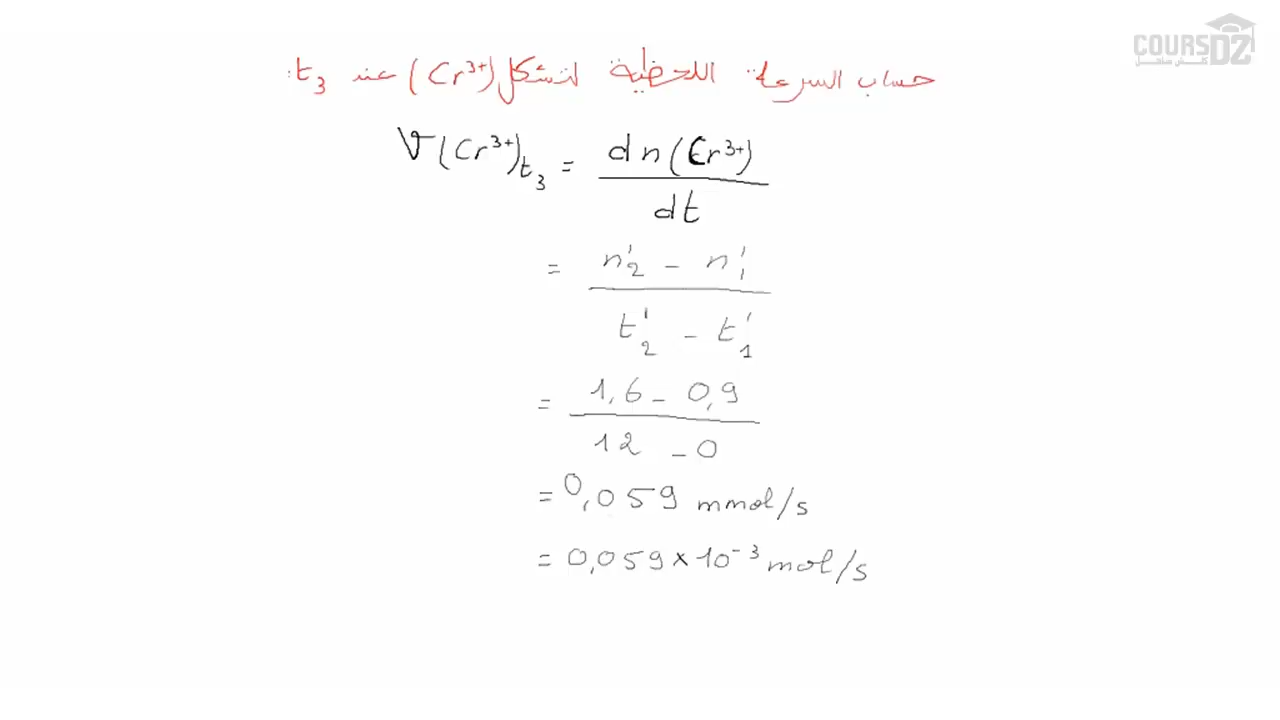 COURSDZ
حساب السرعة اللحظية لتشكل (Cr³⁺) عند t₃:
V(Cr³⁺)t₃ = dn(Cr³⁺) / dt
= n'₂ - n'₁ / t'₂ - t'₁
= 1,6 - 0,9 / 12 - 0
= 0,059 mmol/s
= 0,059 × 10⁻³ mol/s